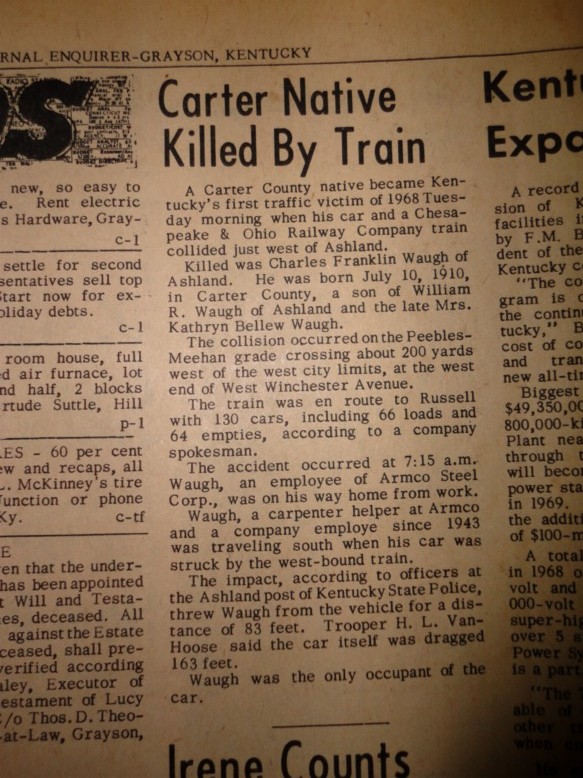 RNAL ENQUIRER-GRAYSON, KENTUCKY
new, so easy to
e. Rent electric
s Hardware, Gray-
c-1
settle for second
sentatives sell top
Start now for ex-
oliday debts.
c-1
room house, full
ed air furnace, lot
nd half, 2 blocks
rtude Suttle, Hill
p-1
RES - 60 per cent
ew and recaps, all
L. McKinney's tire
Junction or phone
Ky. c-tf
E
en that the under-
has been appointed
t Will and Testa-
es, deceased. All
against the Estate
ceased, shall pre-
verified according
aley, Executor of
estament of Lucy
C/o Thos. D. Theo-
-at-Law, Grayson,
Carter Native
Killed By Train
A Carter County native became Ken-
tucky's first traffic victim of 1968 Tues-
day morning when his car and a Chesa-
peake & Ohio Railway Company train
collided just west of Ashland.
Killed was Charles Franklin Waugh of
Ashland. He was born July 10, 1910,
in Carter County, a son of William
R. Waugh of Ashland and the late Mrs.
Kathryn Bellew Waugh.
The collision occurred on the Peebles-
Meehan grade crossing about 200 yards
west of the west city limits, at the west
end of West Winchester Avenue.
The train was en route to Russell
with 130 cars, including 66 loads and
64 empties, according to a company
spokesman.
The accident occurred at 7:15 a.m.
Waugh, an employee of Armco Steel
Corp., was on his way home from work.
Waugh, a carpenter helper at Armco
and a company employe since 1943
was traveling south when his car was
struck by the west-bound train.
The impact, according to officers at
the Ashland post of Kentucky State Police,
threw Waugh from the vehicle for a dis-
tance of 83 feet. Trooper H. L. Van-
Hoose said the car itself was dragged
163 feet.
Waugh was the only occupant of the
car.
Irene Counts
Kentu
Expa
A record
sion of K
facilities i
by F.M. B
dent of the
Kentucky c
"The co
gram is c
the continu
tucky," B
cost of co
and tran
new all-ti
Biggest
$49,350,00
800,000-ki
Plant nea
through t
will becom
power sta
in 1969.
the additi
of $100-m
A total
in 1968 o
volt and
000-volt
super-hig
over 5 s
Power Sy
is a part
"The
able of
other
when